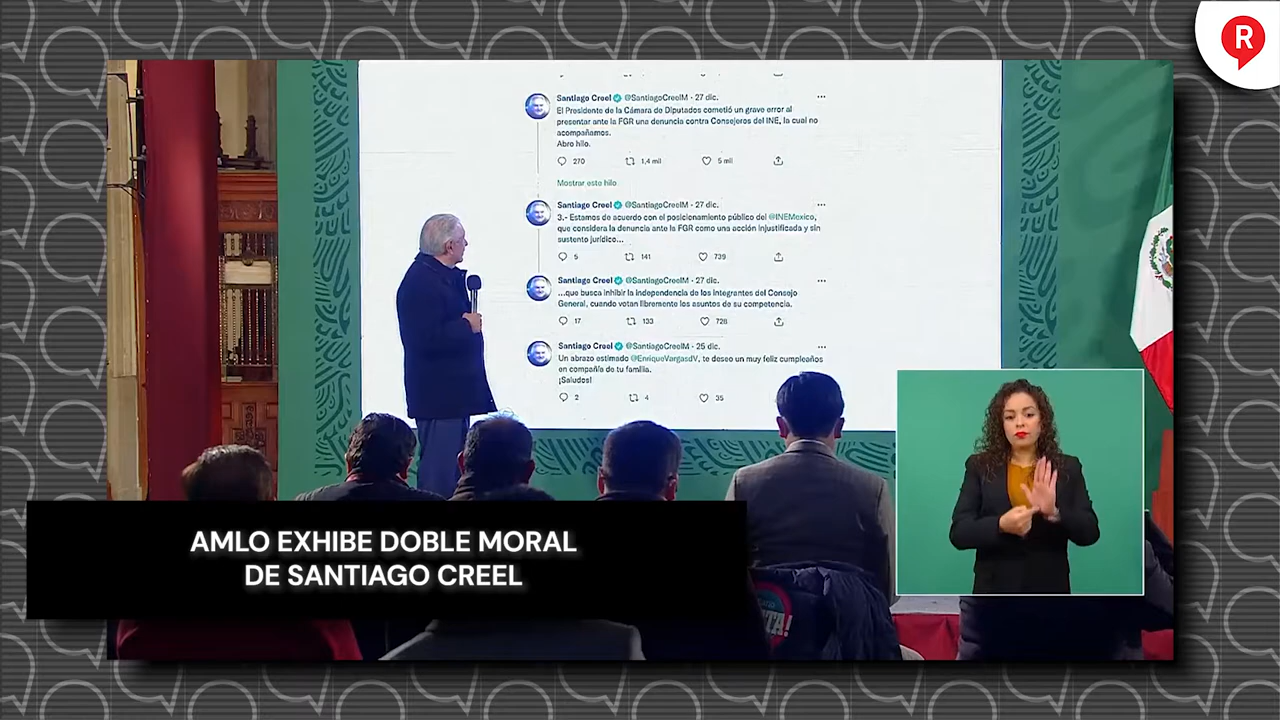 R
Santiago Creel @SantiagoCreelM · 27 dic.
El Presidente de la Cámara de Diputados cometió un grave error al
presentar ante la FGR una denuncia contra Consejeros del INE, la cual no
acompañamos.
Abro hilo.
270 1,4 mil 5 mil
Mostrar este hilo
Santiago Creel @SantiagoCreelM · 27 dic.
3.- Estamos de acuerdo con el posicionamiento público del @INEMexico,
que considera la denuncia ante la FGR como una acción injustificada y sin
sustento jurídico...
5 141 739
Santiago Creel @SantiagoCreelM · 27 dic.
...que busca inhibir la independencia de los integrantes del Consejo
General, cuando votan libremente los asuntos de su competencia.
17 133 728
Santiago Creel @SantiagoCreelM · 25 dic.
Un abrazo estimado @EnriqueVargasdV, te deseo un muy feliz cumpleaños
en compañía de tu familia.
¡Saludos!
2 4 35
AMLO EXHIBE DOBLE MORAL
DE SANTIAGO CREEL